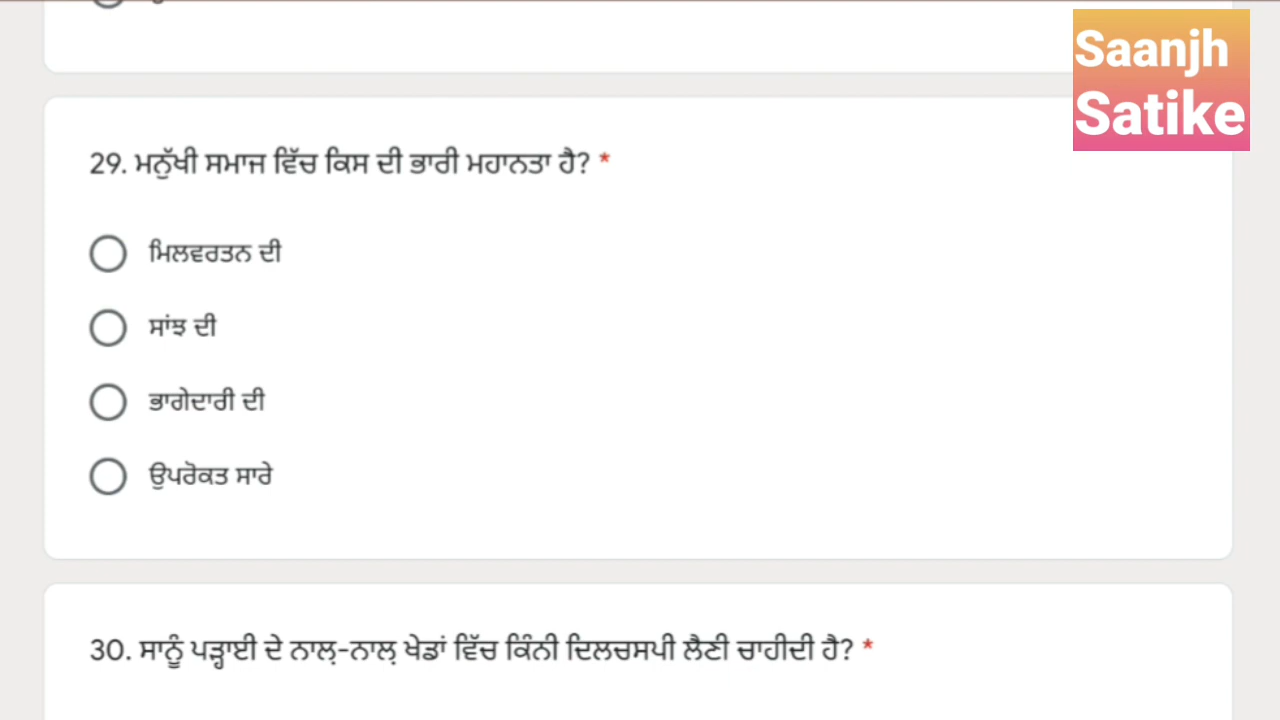 Saanjh
Satike
29. ਮਨੁੱਖੀ ਸਮਾਜ ਵਿੱਚ ਕਿਸ ਦੀ ਭਾਰੀ ਮਹਾਨਤਾ ਹੈ? *
ਮਿਲਵਰਤਨ ਦੀ
ਸਾਂਝ ਦੀ
ਭਾਗੇਦਾਰੀ ਦੀ
ਉਪਰੋਕਤ ਸਾਰੇ
30. ਸਾਨੂੰ ਪੜ੍ਹਾਈ ਦੇ ਨਾਲ਼-ਨਾਲ਼ ਖੇਡਾਂ ਵਿੱਚ ਕਿੰਨੀ ਦਿਲਚਸਪੀ ਲੈਣੀ ਚਾਹੀਦੀ ਹੈ? *